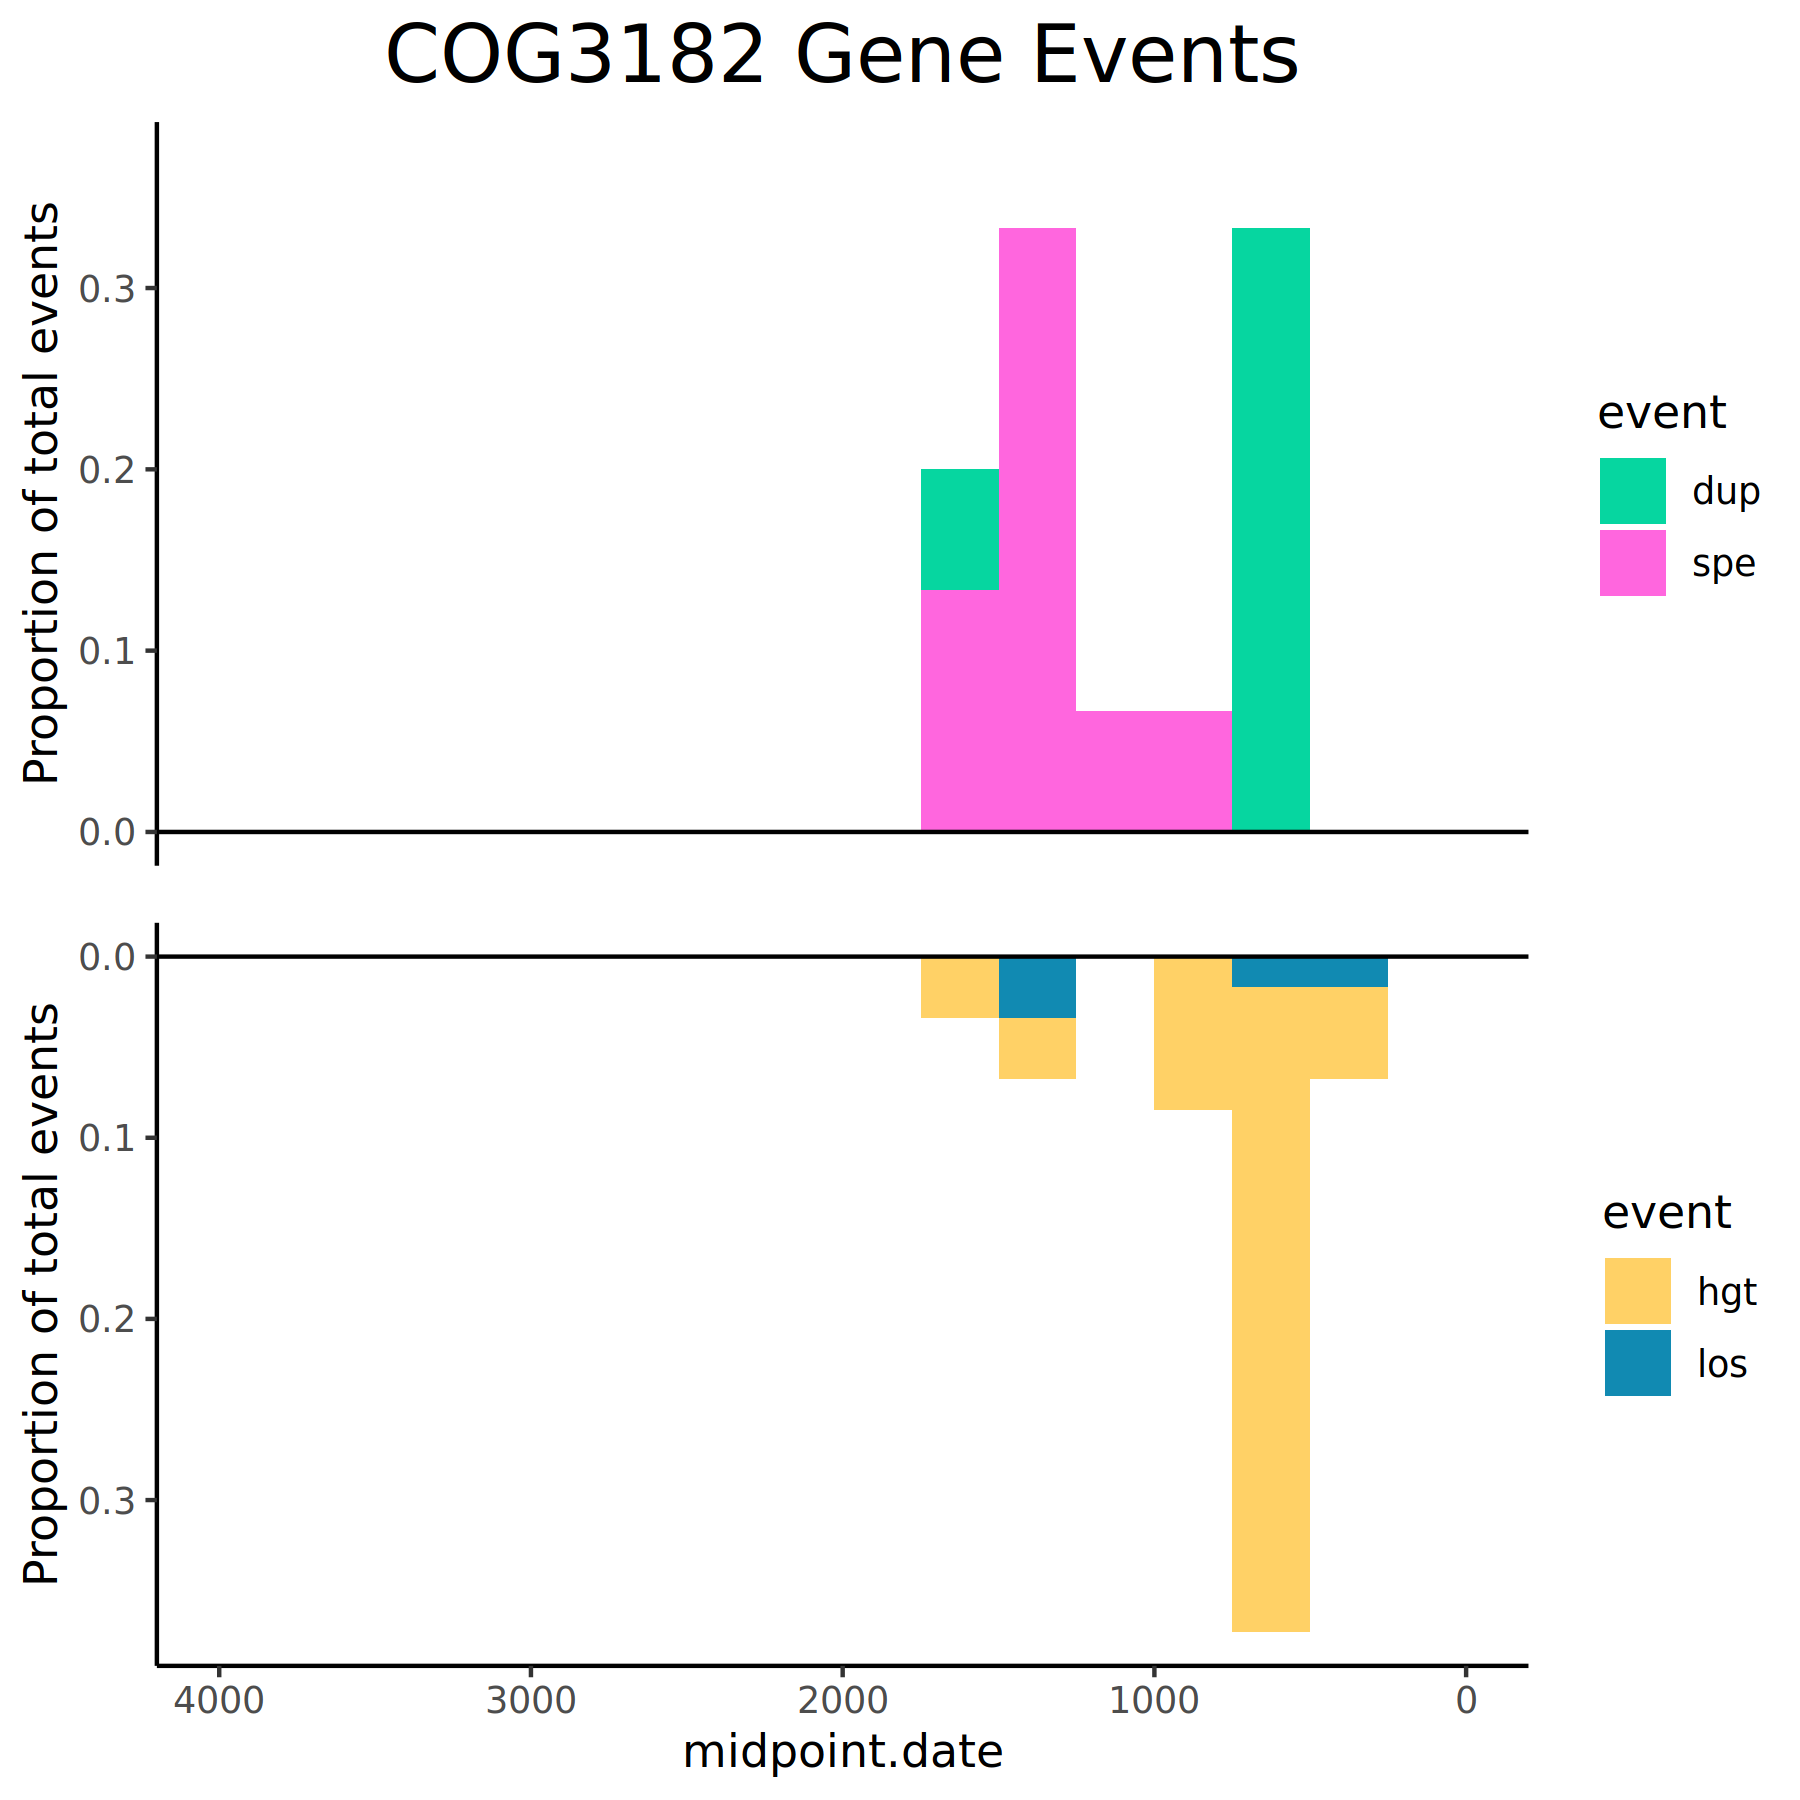 COG3182 Gene Events
Proportion of total events
0.3
0.2
0.1
0.0
event
dup
spe
Proportion of total events
0.0
0.1
0.2
0.3
event
hgt
los
4000 3000 2000 1000 0
midpoint.date